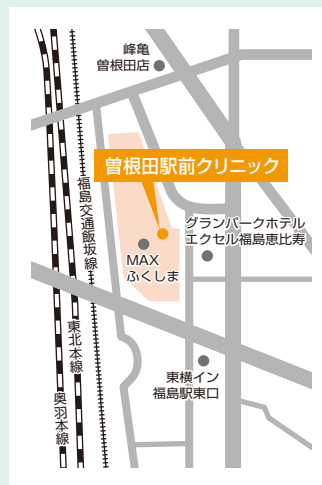 峰亀
曽根田店
曽根田駅前クリニック
福島交通飯坂線
グランパークホテル
エクセル福島恵比寿
MAX
ふくしま
東北本線
東横イン
福島駅東口
奥羽本線